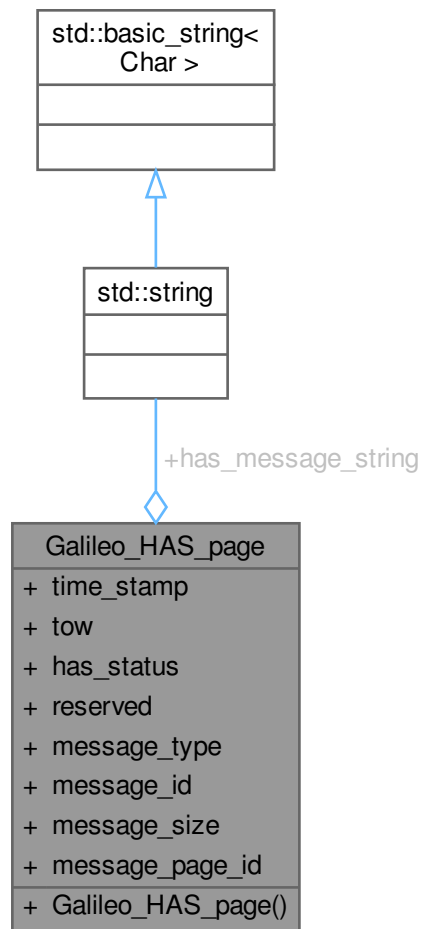 std::basic_string<
Char >
std::string
+has_message_string
Galileo_HAS_page
+ time_stamp
+ tow
+ has_status
+ reserved
+ message_type
+ message_id
+ message_size
+ message_page_id
+ Galileo_HAS_page()